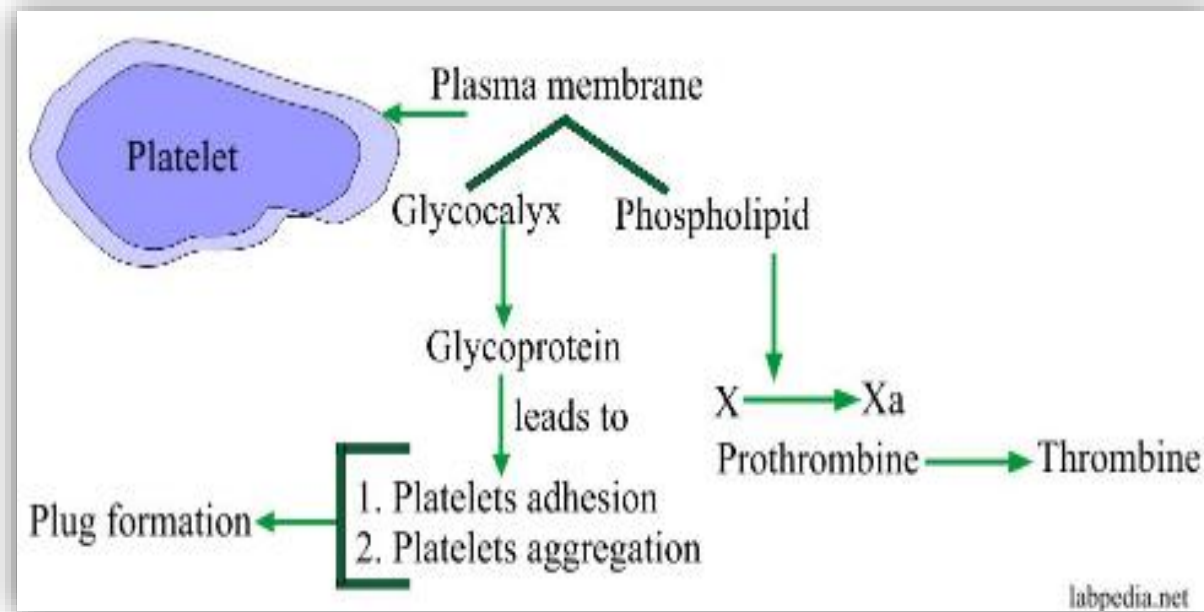 Plasma membrane
Platelet
Glycocalyx
Phospholipid
Glycoprotein
leads to
X
Xa
Prothrombine
Thrombine
1. Platelets adhesion
2. Platelets aggregation
Plug formation
labpedia.net